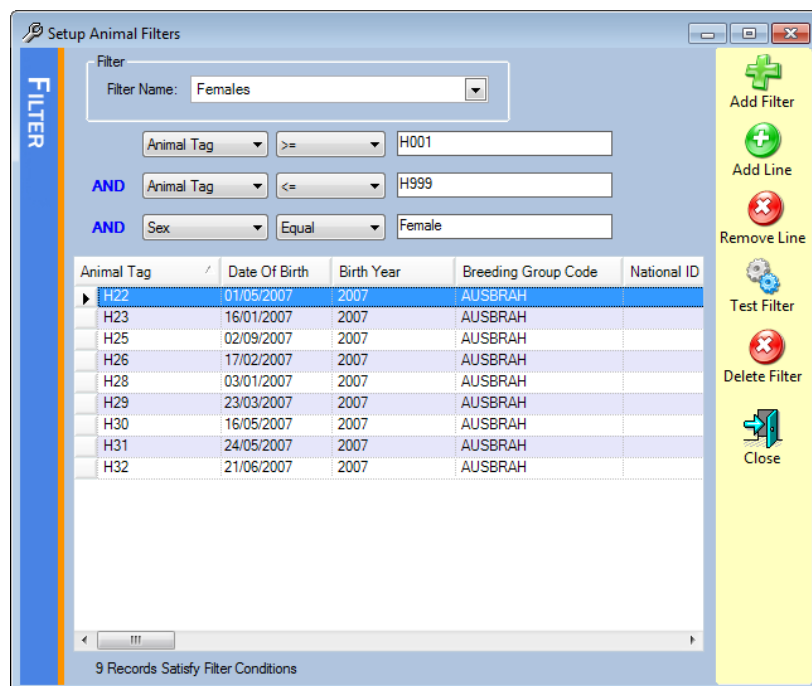 Setup Animal Filters
FILTER
Filter
Filter Name: Females
Animal Tag >= H001
AND Animal Tag <= H999
AND Sex Equal Female
Animal Tag Date Of Birth Birth Year Breeding Group Code National ID
H22 01/05/2007 2007 AUSBRAH
H23 16/01/2007 2007 AUSBRAH
H25 02/09/2007 2007 AUSBRAH
H26 17/02/2007 2007 AUSBRAH
H28 03/01/2007 2007 AUSBRAH
H29 23/03/2007 2007 AUSBRAH
H30 16/05/2007 2007 AUSBRAH
H31 24/05/2007 2007 AUSBRAH
H32 21/06/2007 2007 AUSBRAH
9 Records Satisfy Filter Conditions
Add Filter
Add Line
Remove Line
Test Filter
Delete Filter
Close